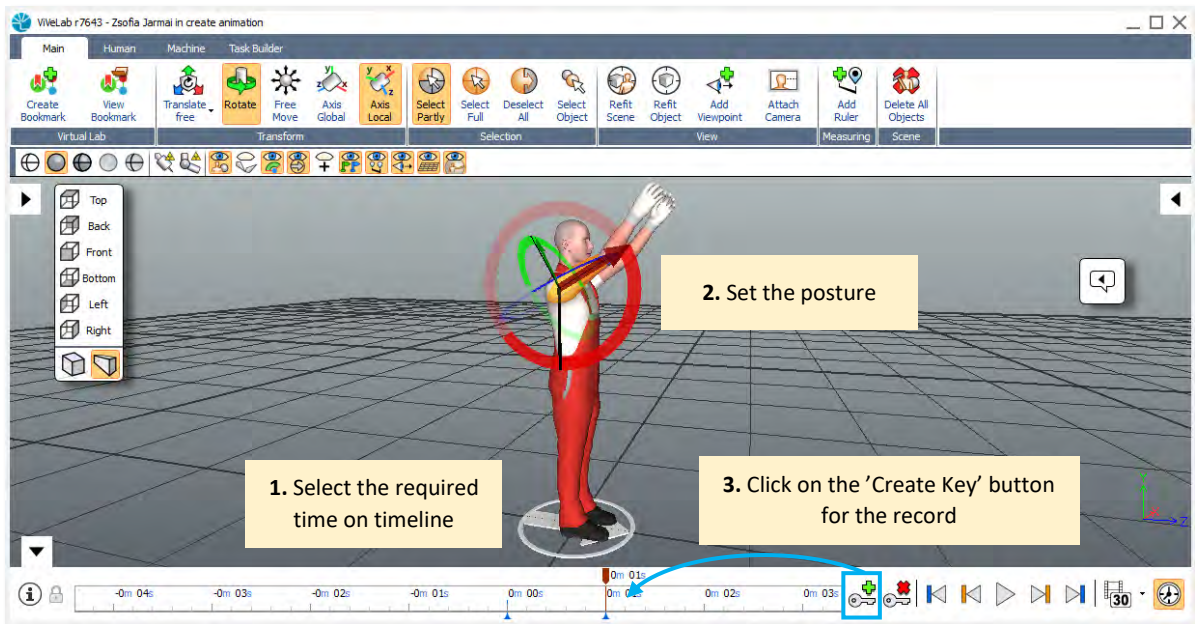 ViVeLab r7643 - Zsofia Jarmai in create animation
Main Human Machine Task Builder
Create Bookmark
View Bookmark
Translate free
Rotate
Free Move
Axis Global
Axis Local
Select Partly
Select Full
Deselect All
Select Object
Refit Scene
Refit Object
Add Viewpoint
Attach Camera
Add Ruler
Delete All Objects
Virtual Lab Transform Selection View Measuring Scene
Top
Back
Front
Bottom
Left
Right
2. Set the posture
1. Select the required
time on timeline
3. Click on the ’Create Key’ button
for the record
Y
Z
0m 01s
-0m 04s -0m 03s -0m 02s -0m 01s 0m 00s 0m 01s 0m 02s 0m 03s
30